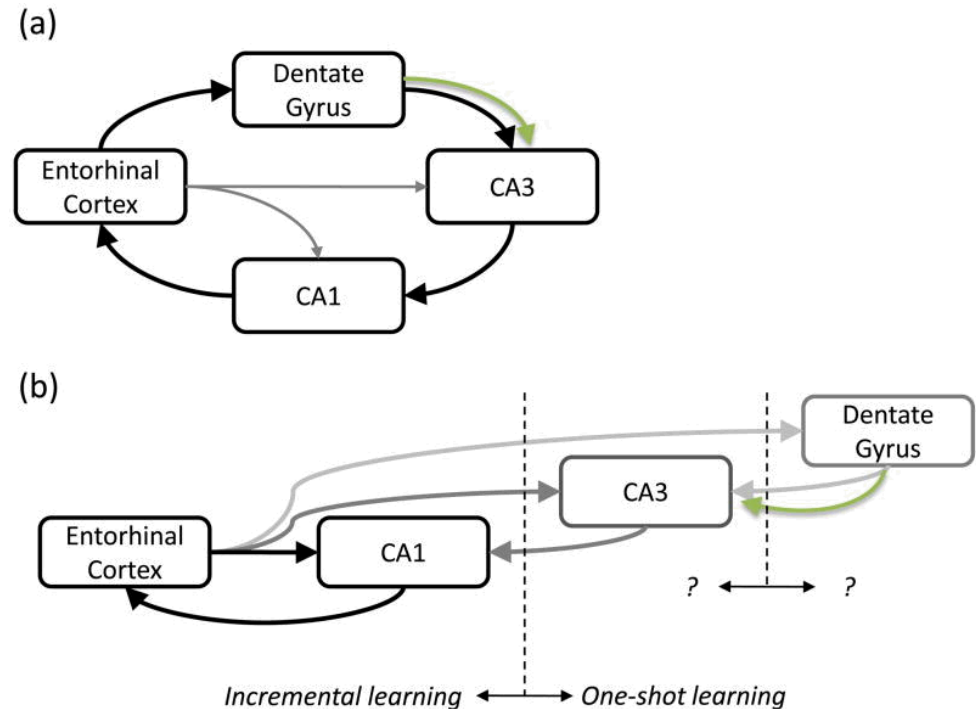 (a)
Dentate
Gyrus
Entorhinal
Cortex
CA3
CA1
(b)
Dentate
Gyrus
CA3
Entorhinal
Cortex
CA1
? ?
Incremental learning One-shot learning